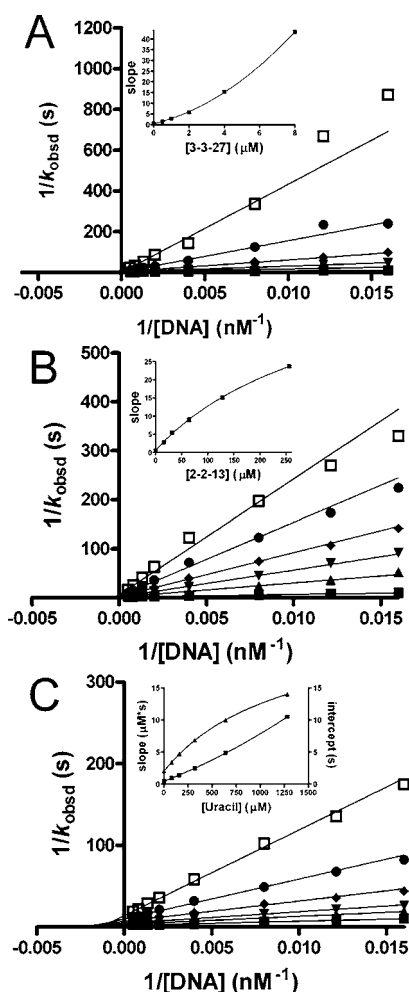 A
1/kobsd (s)
1200
1000
800
600
400
200
-0.005 0.000 0.005 0.010 0.015
1/[DNA] (nM-1)
slope
40
35
30
25
20
15
10
5
0
0 2 4 6 8
[3-3-27] (μM)
B
1/kobsd (s)
500
400
300
200
100
-0.005 0.000 0.005 0.010 0.015
1/[DNA] (nM-1)
slope
25
20
15
10
5
0
0 50 100 150 200 250
[2-2-13] (μM)
C
1/kobsd (s)
300
200
100
-0.005 0.000 0.005 0.010 0.015
1/[DNA] (nM-1)
slope (μM*s)
15
10
5
0
0 250 500 750 1000 1250 1500
[Uracil] (μM)
15
10
5
0
intercept (s)